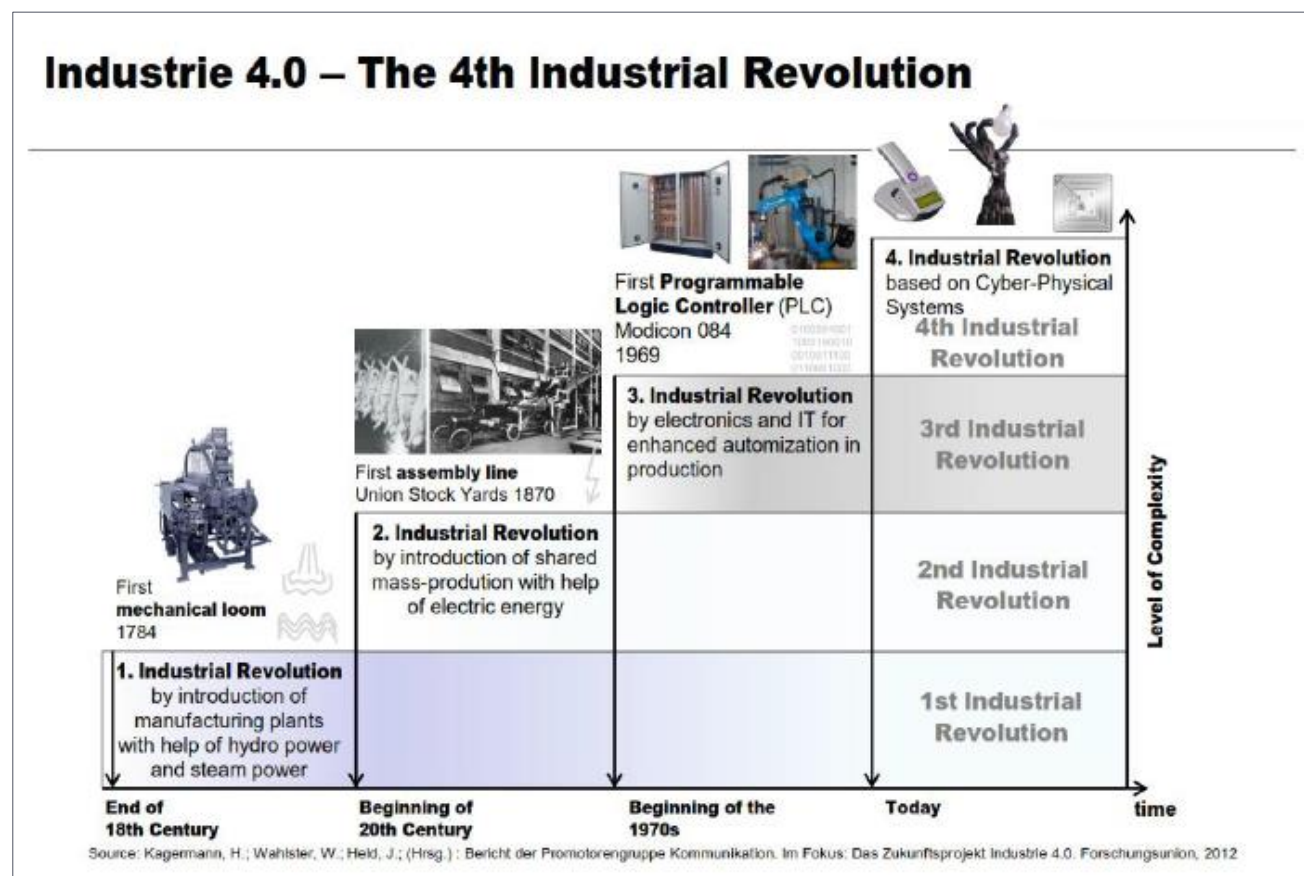 Industrie 4.0 – The 4th Industrial Revolution
First Programmable
Logic Controller (PLC)
Modicon 084
1969
4. Industrial Revolution
based on Cyber-Physical
Systems
4th Industrial
Revolution
First assembly line
Union Stock Yards 1870
3. Industrial Revolution
by electronics and IT for
enhanced automization in
production
3rd Industrial
Revolution
First
mechanical loom
1784
2. Industrial Revolution
by introduction of shared
mass-prodution with help
of electric energy
2nd Industrial
Revolution
1. Industrial Revolution
by introduction of
manufacturing plants
with help of hydro power
and steam power
1st Industrial
Revolution
Level of Complexity
End of
18th Century
Beginning of
20th Century
Beginning of the
1970s
Today
time
Source: Kagermann, H.; Wahlster, W.; Held, J.; (Hrsg.) : Bericht der Promotorengruppe Kommunikation. Im Fokus: Das Zukunftsprojekt Industrie 4.0. Forschungsunion, 2012